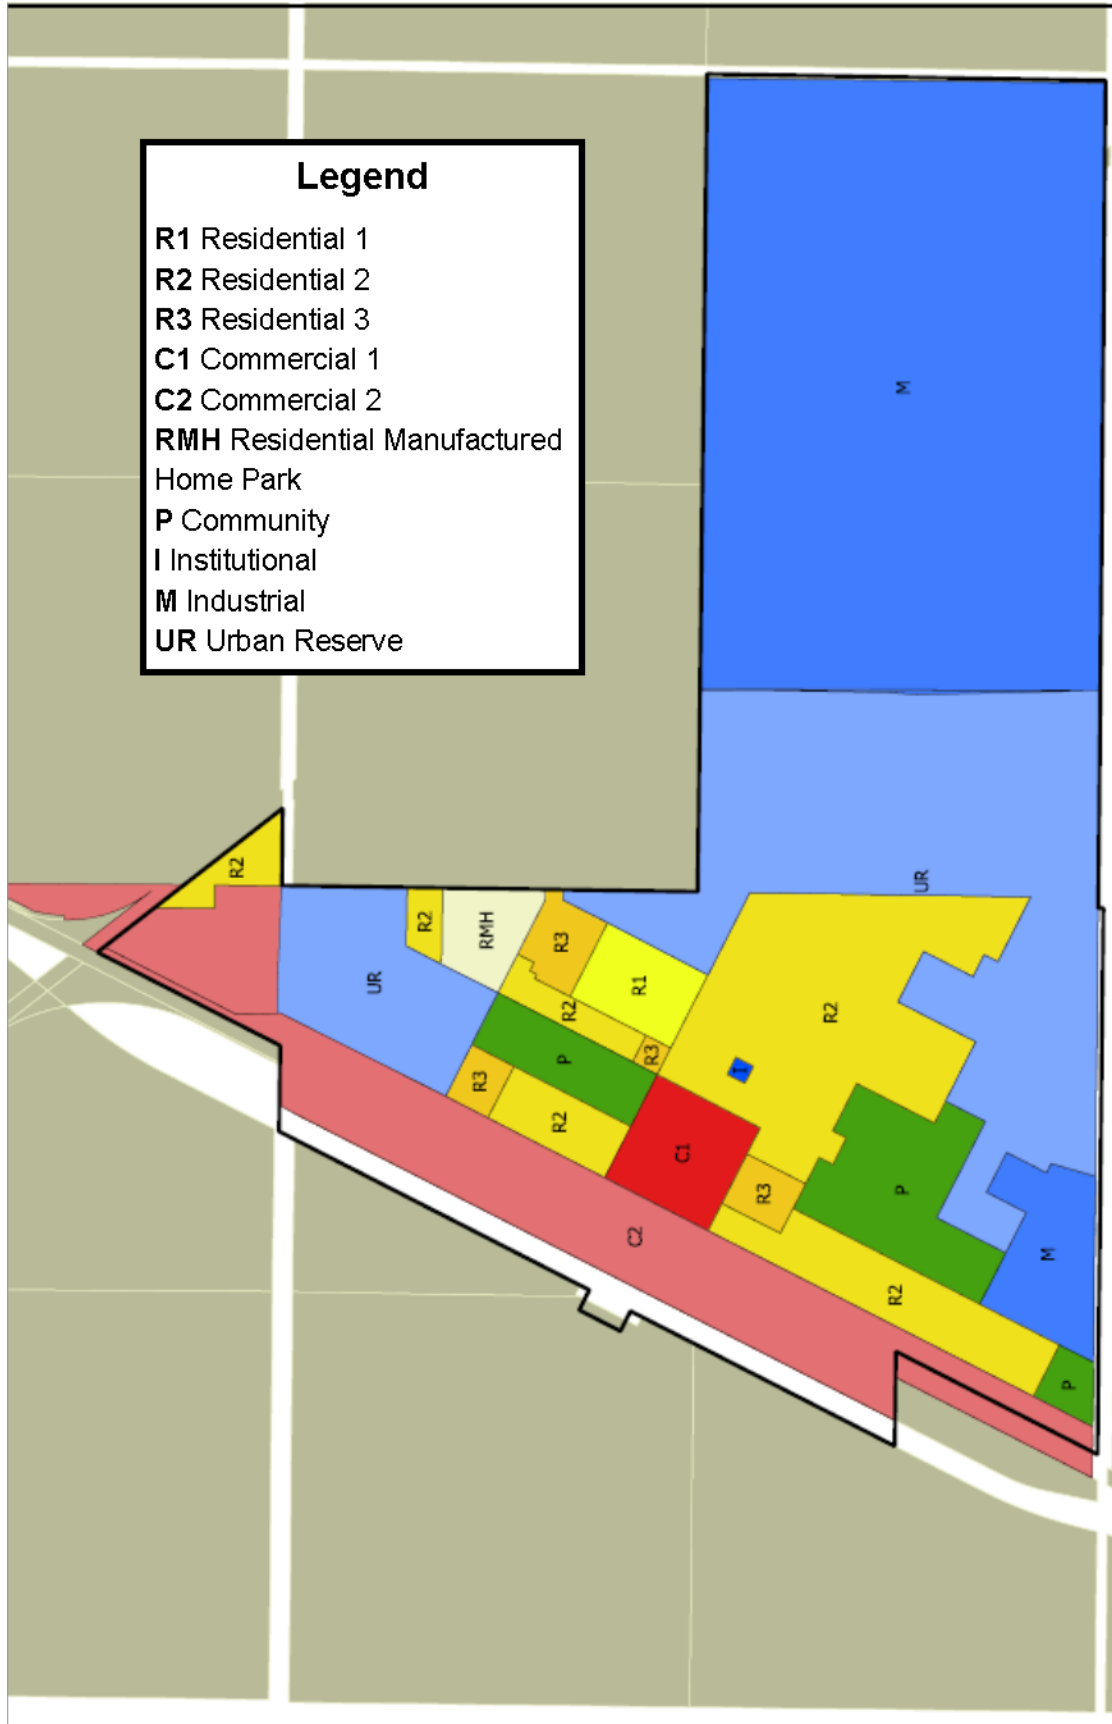 Legend
R1 Residential 1
R2 Residential 2
R3 Residential 3
C1 Commercial 1
C2 Commercial 2
RMH Residential Manufactured
Home Park
P Community
I Institutional
M Industrial
UR Urban Reserve
M
R2
UR
R2
RMH
R3
UR
R1
R2
R2
R3
P
I
R3
R2
C1
R3
P
C2
M
R2
P